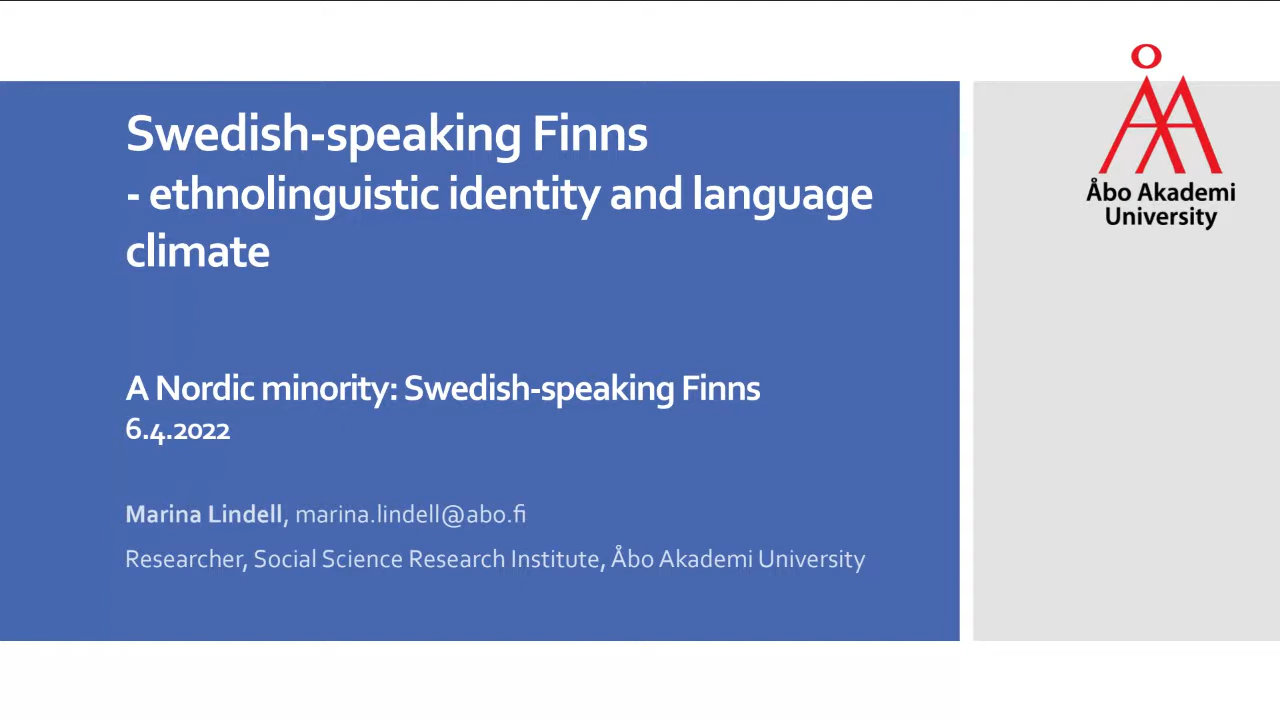 Swedish-speaking Finns
- ethnolinguistic identity and language
climate
A Nordic minority: Swedish-speaking Finns
6.4.2022
Marina Lindell, marina.lindell@abo.fi
Researcher, Social Science Research Institute, Åbo Akademi University
Åbo Akademi
University